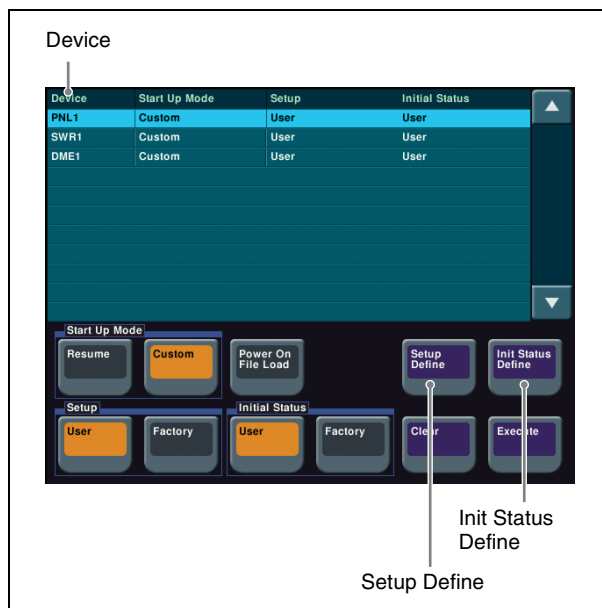 Device
Device Start Up Mode Setup Initial Status
PNL1 Custom User User
SWR1 Custom User User
DME1 Custom User User
Start Up Mode
Resume Custom Power On File Load Setup Define Init Status Define
Setup Initial Status
User Factory User Factory Clear Execute
Init Status
Define
Setup Define